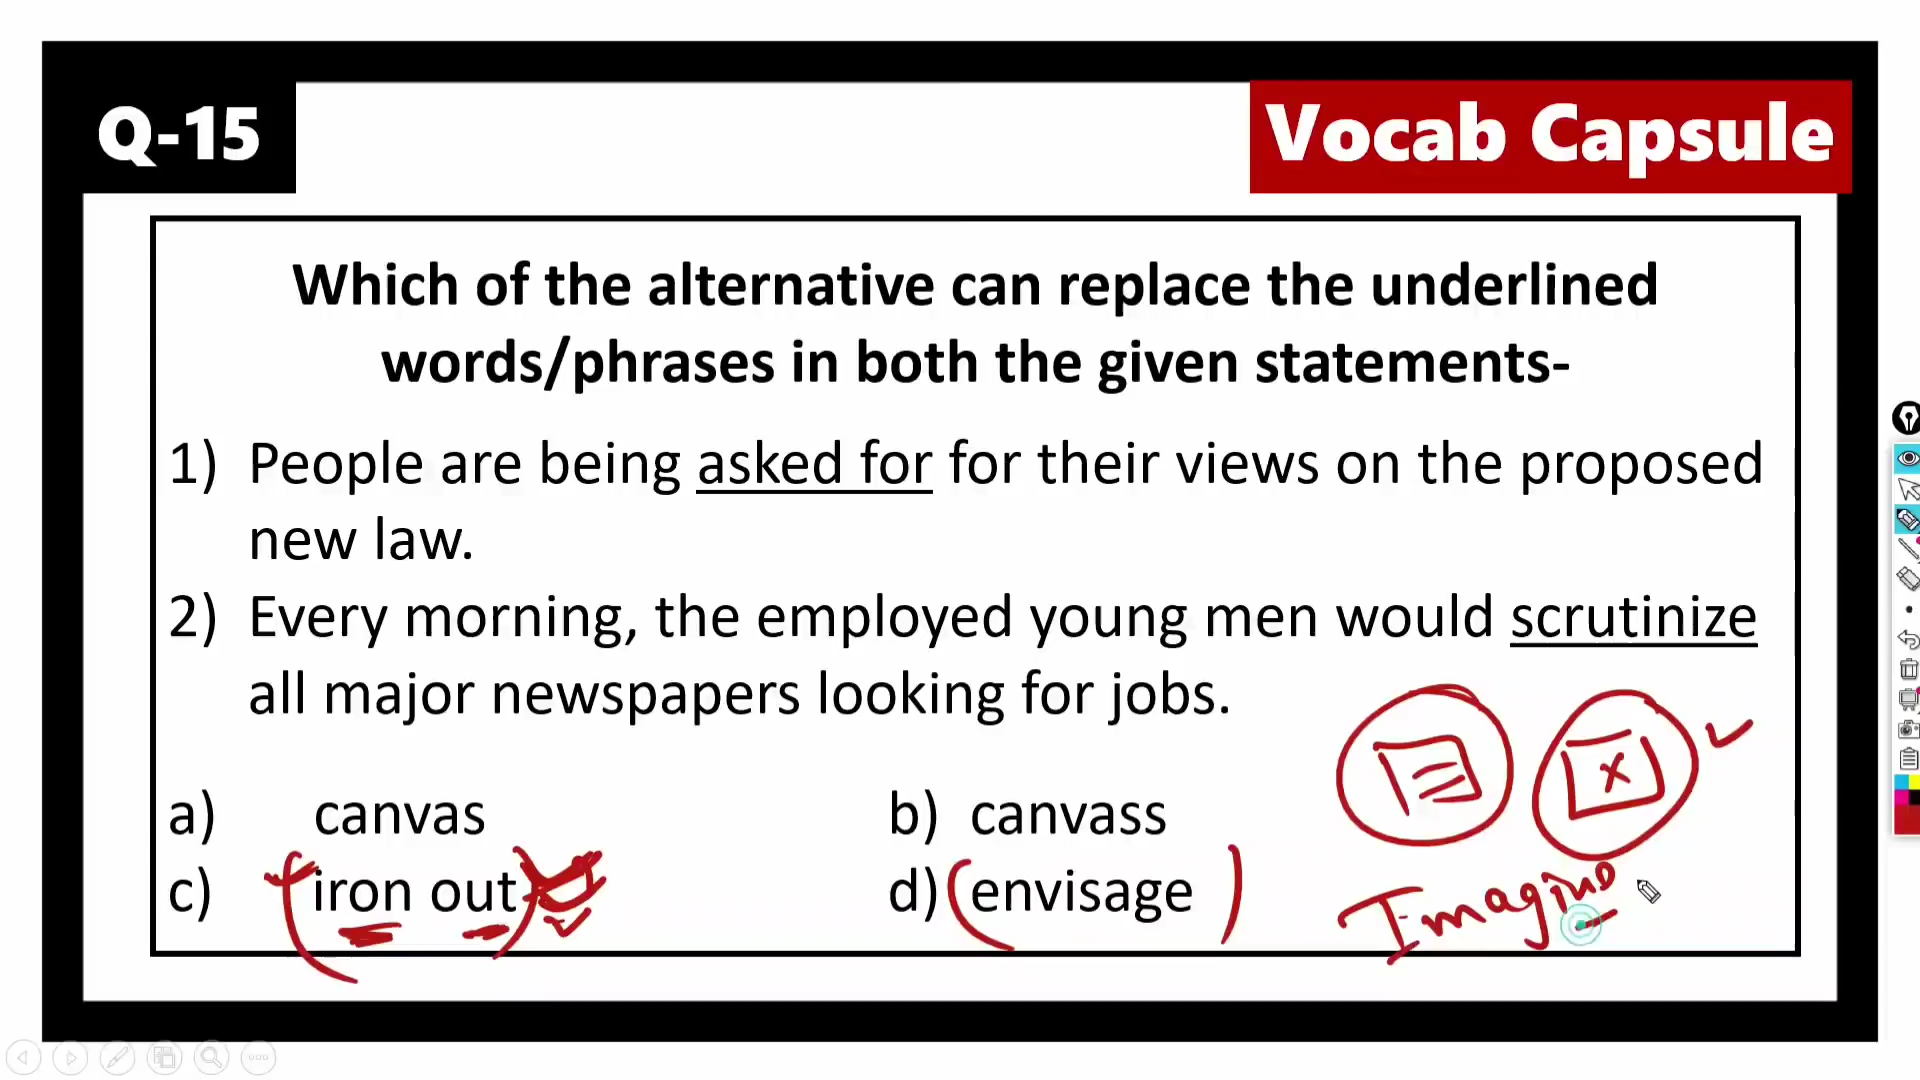 Q-15
Vocab Capsule
Which of the alternative can replace the underlined
words/phrases in both the given statements-
1) People are being asked for for their views on the proposed
new law.
2) Every morning, the employed young men would scrutinize
all major newspapers looking for jobs.
a) canvas
b) canvass
c) iron out
d) envisage
Imagine